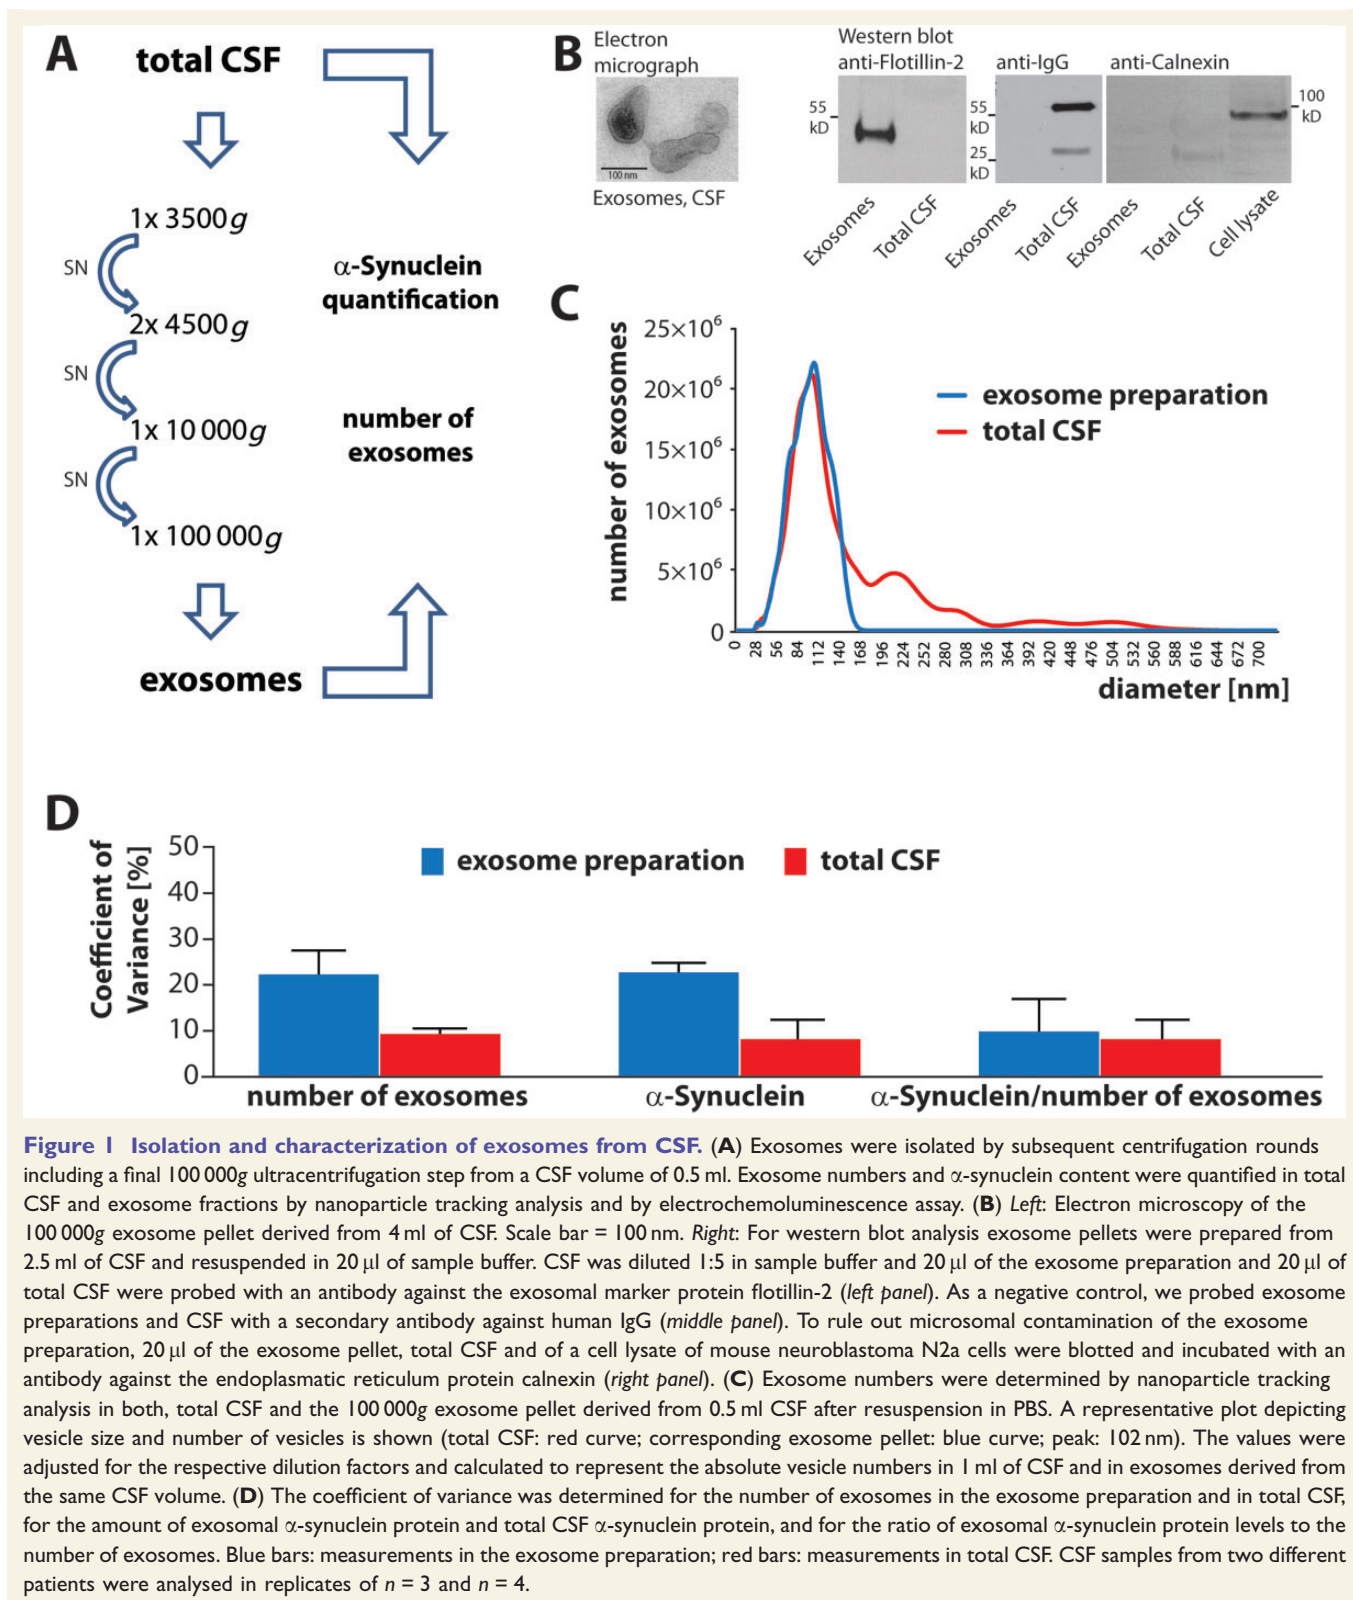 A
total CSF
1x 3500g
SN
2x 4500g
SN
1x 10 000g
SN
1x 100 000g
exosomes
α-Synuclein
quantification
number of
exosomes
B
Electron
micrograph
100 nm
Exosomes, CSF
Western blot
anti-Flotillin-2
anti-IgG
anti-Calnexin
55
kD
55
kD
25
kD
100
kD
Exosomes
Total CSF
Exosomes
Total CSF
Exosomes
Total CSF
Cell lysate
C
number of exosomes
25×10⁶
20×10⁶
15×10⁶
10×10⁶
5×10⁶
0
exosome preparation
total CSF
0 28 56 84 112 140 168 196 224 252 280 308 336 364 392 420 448 476 504 532 560 588 616 644 672 700
diameter [nm]
D
Coefficient of
Variance [%]
50
40
30
20
10
0
exosome preparation
total CSF
number of exosomes
α-Synuclein
α-Synuclein/number of exosomes
Figure 1 Isolation and characterization of exosomes from CSF. (A) Exosomes were isolated by subsequent centrifugation rounds
including a final 100 000g ultracentrifugation step from a CSF volume of 0.5 ml. Exosome numbers and α-synuclein content were quantified in total
CSF and exosome fractions by nanoparticle tracking analysis and by electrochemoluminescence assay. (B) Left: Electron microscopy of the
100 000g exosome pellet derived from 4 ml of CSF. Scale bar = 100 nm. Right: For western blot analysis exosome pellets were prepared from
2.5 ml of CSF and resuspended in 20 µl of sample buffer. CSF was diluted 1:5 in sample buffer and 20 µl of the exosome preparation and 20 µl of
total CSF were probed with an antibody against the exosomal marker protein flotillin-2 (left panel). As a negative control, we probed exosome
preparations and CSF with a secondary antibody against human IgG (middle panel). To rule out microsomal contamination of the exosome
preparation, 20 µl of the exosome pellet, total CSF and of a cell lysate of mouse neuroblastoma N2a cells were blotted and incubated with an
antibody against the endoplasmatic reticulum protein calnexin (right panel). (C) Exosome numbers were determined by nanoparticle tracking
analysis in both, total CSF and the 100 000g exosome pellet derived from 0.5 ml CSF after resuspension in PBS. A representative plot depicting
vesicle size and number of vesicles is shown (total CSF: red curve; corresponding exosome pellet: blue curve; peak: 102 nm). The values were
adjusted for the respective dilution factors and calculated to represent the absolute vesicle numbers in 1 ml of CSF and in exosomes derived from
the same CSF volume. (D) The coefficient of variance was determined for the number of exosomes in the exosome preparation and in total CSF,
for the amount of exosomal α-synuclein protein and total CSF α-synuclein protein, and for the ratio of exosomal α-synuclein protein levels to the
number of exosomes. Blue bars: measurements in the exosome preparation; red bars: measurements in total CSF. CSF samples from two different
patients were analysed in replicates of n = 3 and n = 4.